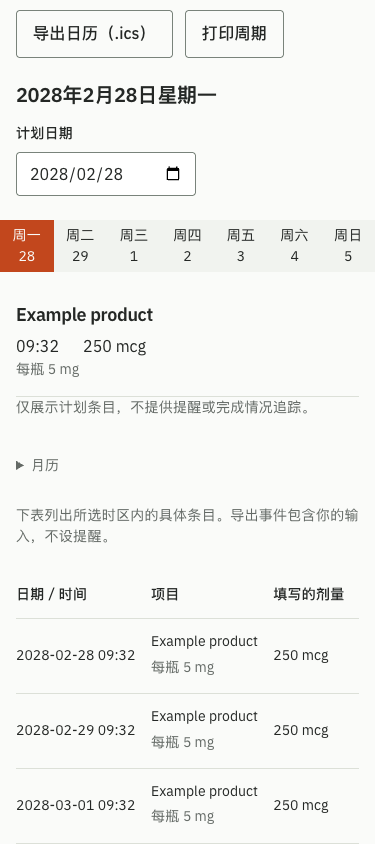 导出日历（.ics）
打印周期
2028年2月28日星期一
计划日期
2028/02/28
周一 周二 周三 周四 周五 周六 周日
28 29 1 2 3 4 5
Example product
09:32 250 mcg
每瓶 5 mg
仅展示计划条目，不提供提醒或完成情况追踪。
月历
下表列出所选时区内的具体条目。导出事件包含你的输
入，不设提醒。
日期 / 时间 项目 填写的剂量
2028-02-28 09:32 Example product 250 mcg
每瓶 5 mg
2028-02-29 09:32 Example product 250 mcg
每瓶 5 mg
2028-03-01 09:32 Example product 250 mcg
每瓶 5 mg